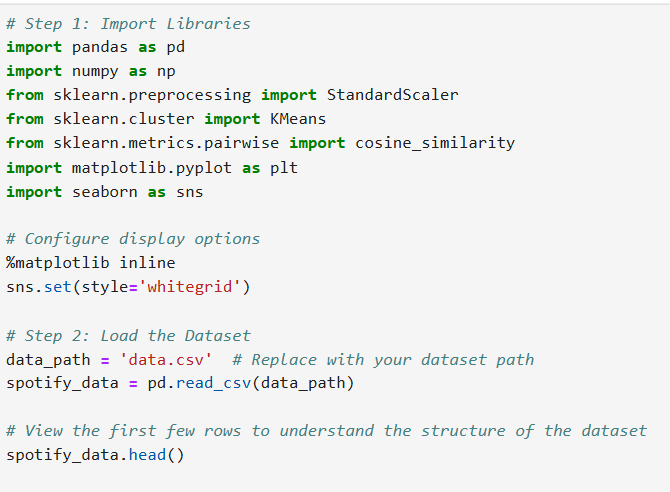 # Step 1: Import Libraries
import pandas as pd
import numpy as np
from sklearn.preprocessing import StandardScaler
from sklearn.cluster import KMeans
from sklearn.metrics.pairwise import cosine_similarity
import matplotlib.pyplot as plt
import seaborn as sns

# Configure display options
%matplotlib inline
sns.set(style='whitegrid')

# Step 2: Load the Dataset
data_path = 'data.csv'  # Replace with your dataset path
spotify_data = pd.read_csv(data_path)

# View the first few rows to understand the structure of the dataset
spotify_data.head()